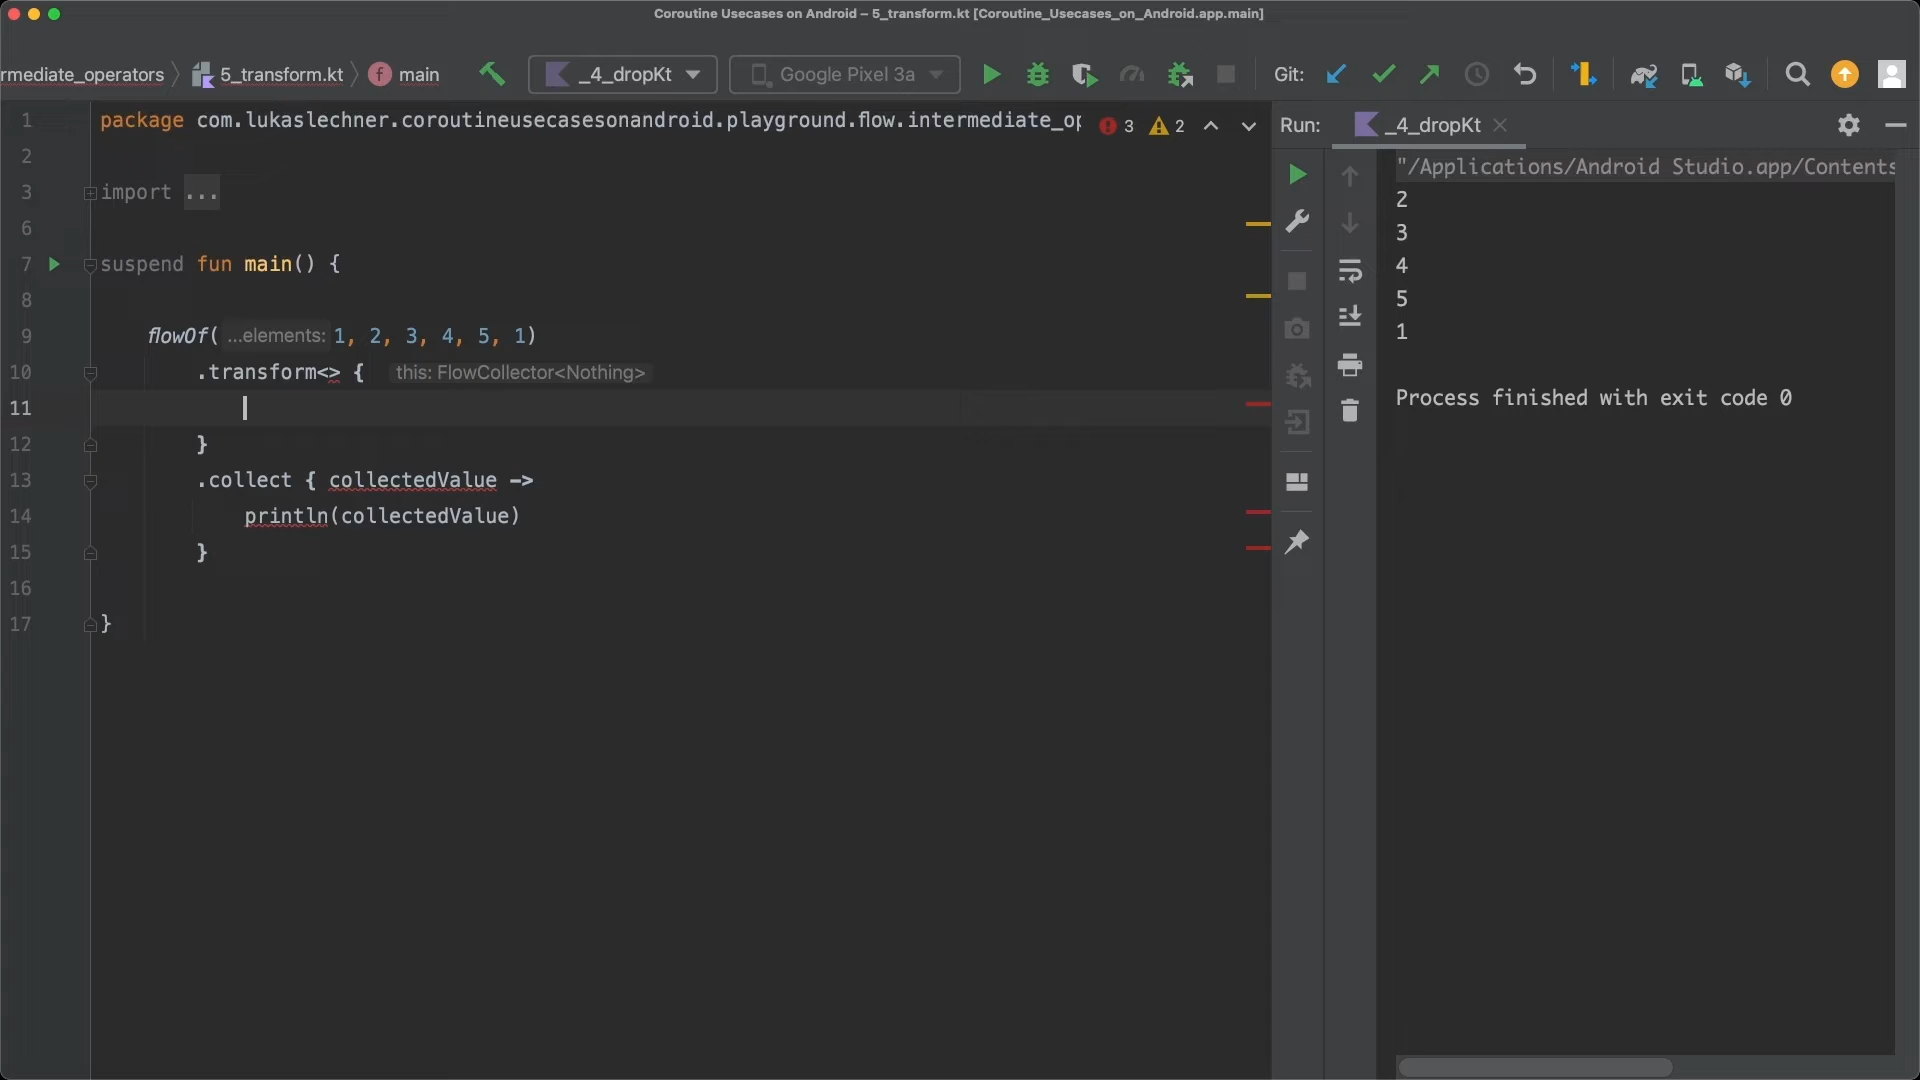 Coroutine Usecases on Android – 5_transform.kt [Coroutine_Usecases_on_Android.app.main]
rmediate_operators 5_transform.kt f main _4_dropKt Google Pixel 3a Git:
1 package com.lukaslechner.coroutineusecasesonandroid.playground.flow.intermediate_op 3 2
2
3 import ...
6
7 suspend fun main() {
8
9 flowOf( ...elements: 1, 2, 3, 4, 5, 1)
10 .transform<> { this: FlowCollector<Nothing>
11
12 }
13 .collect { collectedValue ->
14 println(collectedValue)
15 }
16
17 }
Run: _4_dropKt
"/Applications/Android Studio.app/Contents
2
3
4
5
1
Process finished with exit code 0